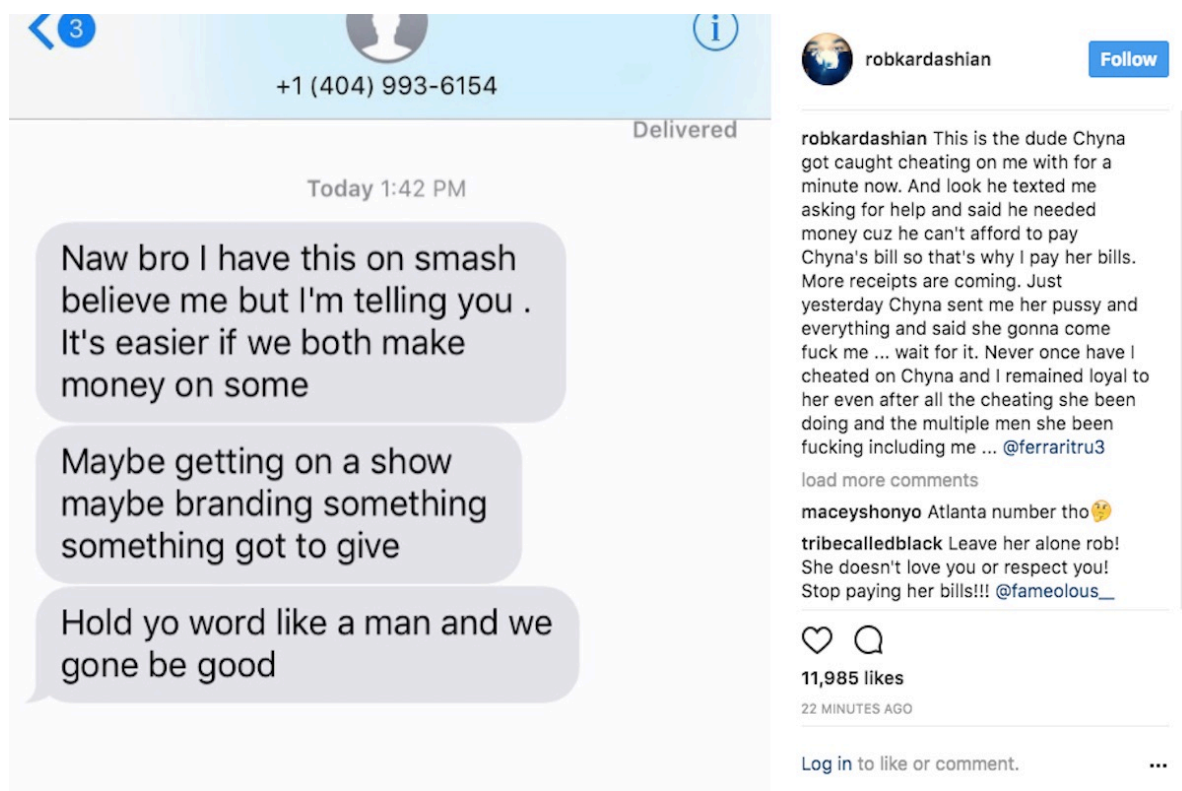 3
i
+1 (404) 993-6154
Delivered
Today 1:42 PM
Naw bro I have this on smash
believe me but I'm telling you .
It's easier if we both make
money on some
Maybe getting on a show
maybe branding something
something got to give
Hold yo word like a man and we
gone be good
robkardashian
Follow
robkardashian This is the dude Chyna
got caught cheating on me with for a
minute now. And look he texted me
asking for help and said he needed
money cuz he can't afford to pay
Chyna's bill so that's why I pay her bills.
More receipts are coming. Just
yesterday Chyna sent me her pussy and
everything and said she gonna come
fuck me ... wait for it. Never once have I
cheated on Chyna and I remained loyal to
her even after all the cheating she been
doing and the multiple men she been
fucking including me ... @ferraritru3
load more comments
maceyshonyo Atlanta number tho🤔
tribecalledblack Leave her alone rob!
She doesn't love you or respect you!
Stop paying her bills!!! @fameolous__
11,985 likes
22 MINUTES AGO
Log in to like or comment.
...